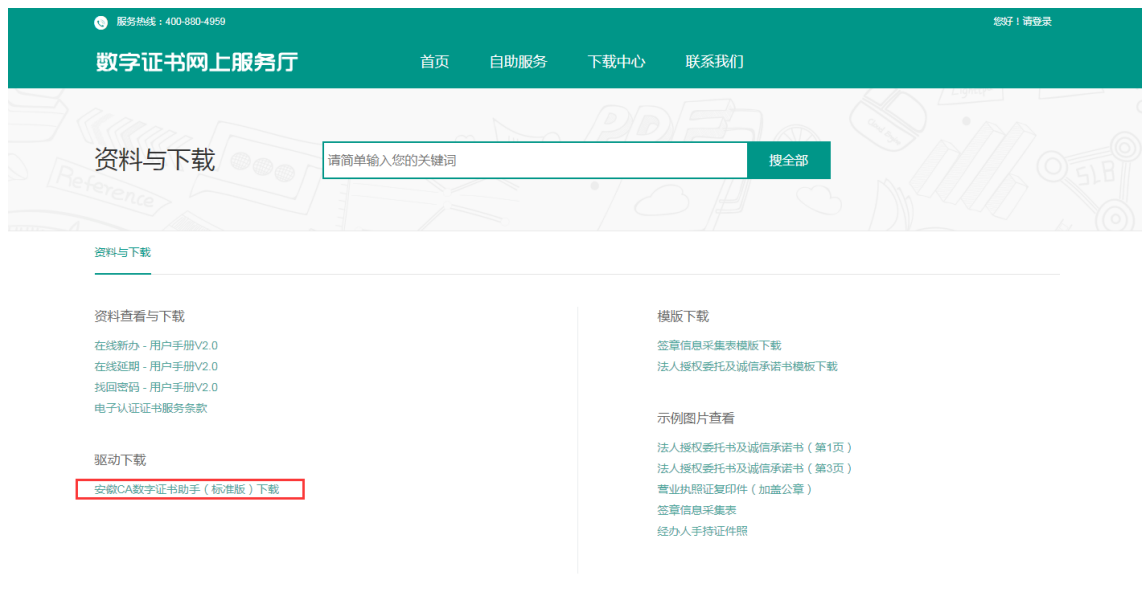 服务热线：400-880-4959
您好！请登录
数字证书网上服务厅
首页
自助服务
下载中心
联系我们
PDF
Reference
SIB
资料与下载
请简单输入您的关键词
搜全部
资料与下载
资料查看与下载
在线新办 - 用户手册V2.0
在线延期 - 用户手册V2.0
找回密码 - 用户手册V2.0
电子认证证书服务条款
驱动下载
安徽CA数字证书助手（标准版）下载
模版下载
签章信息采集表模版下载
法人授权委托及诚信承诺书模板下载
示例图片查看
法人授权委托书及诚信承诺书（第1页）
法人授权委托书及诚信承诺书（第3页）
营业执照证复印件（加盖公章）
签章信息采集表
经办人手持证件照